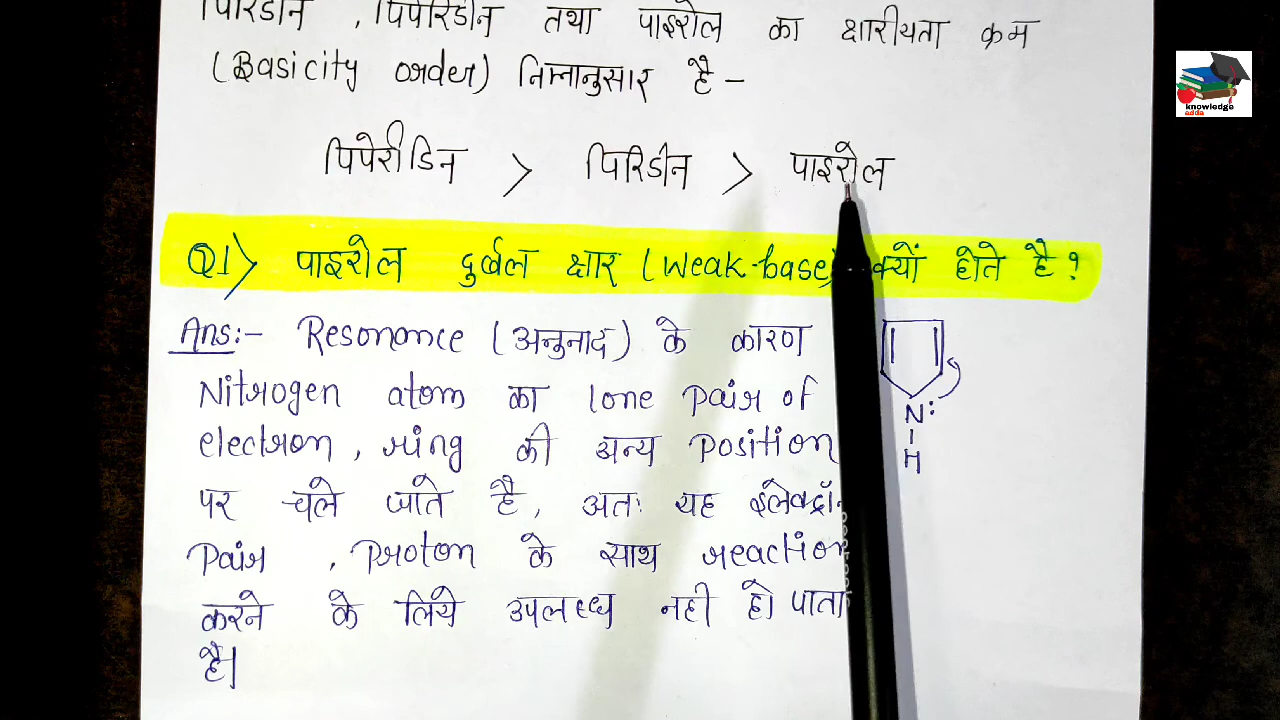 पिरिडीन , पिपेरिडीन तथा पाइरोल का क्षारीयता क्रम
(Basicity order) निम्नानुसार है –
पिपेरीडिन > पिरिडीन > पाइरोल
Q1> पाइरोल दुर्बल क्षार (weak-base) क्यों होते है ?
Ans:- Resonance (अनुनाद) के कारण
Nitrogen atom का lone pair of
electron , ring की अन्य position
पर चले जाते है , अतः यह इलेक्ट्रॉन
Pair , Proton के साथ reaction
करने के लिये उपलब्ध नही हो पाता
है।
N:
H
knowledge
adda